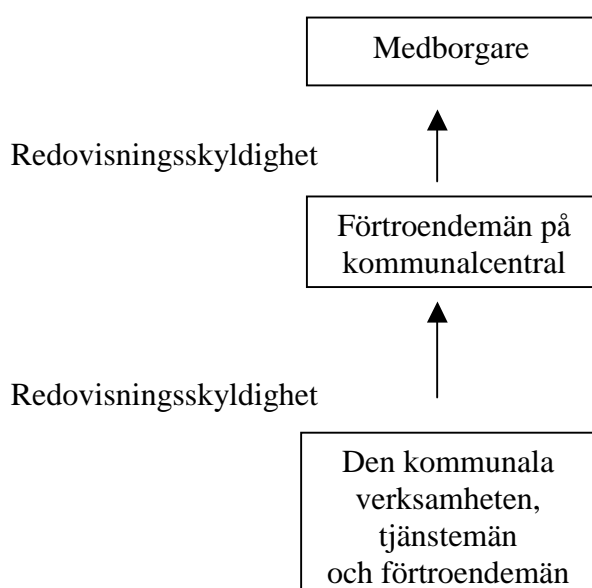 Medborgare
Redovisningsskyldighet
Förtroendemän på
kommunalcentral
Redovisningsskyldighet
Den kommunala
verksamheten,
tjänstemän
och förtroendemän